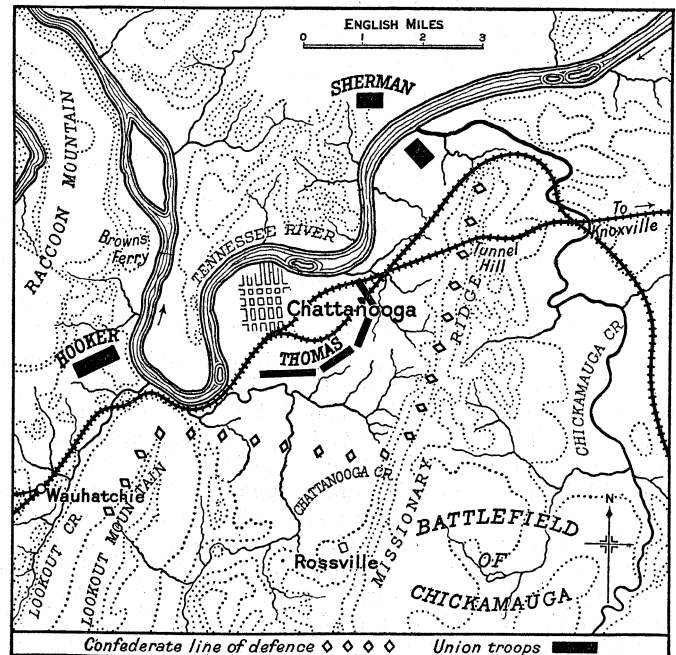 ENGLISH MILES
0 1 2 3
SHERMAN
RACCOON MOUNTAIN
To
Knoxville
TENNESSEE RIVER
Browns
Ferry
Tunnel
Hill
Chattanooga
RIDGE
HOOKER
THOMAS
CHICKAMAUGA CR.
Wauhatchie
CHATTANOOGA CR.
LOOKOUT CR.
LOOKOUT MOUNTAIN
MISSIONARY
N
BATTLEFIELD
OF
CHICKAMAUGA
Rossville
Confederate line of defence
Union troops